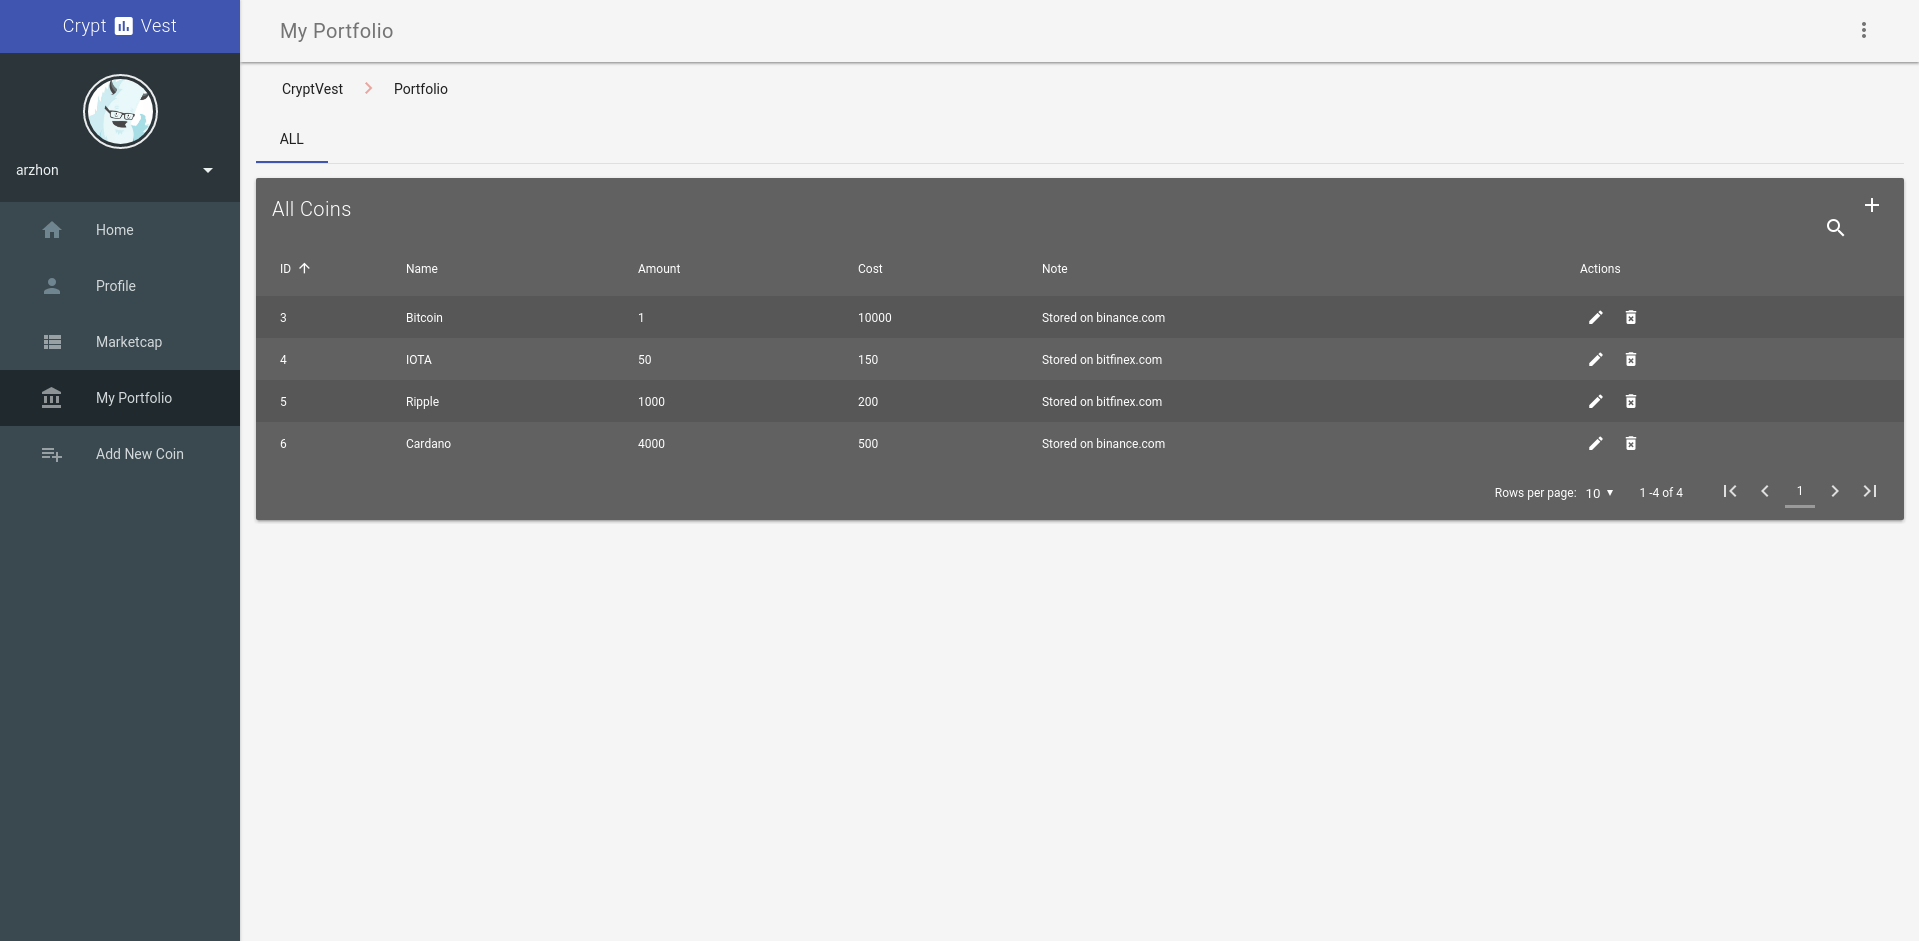 Crypt Vest
My Portfolio
CryptVest Portfolio
arzhon
ALL
Home
Profile
Marketcap
My Portfolio
Add New Coin
All Coins
ID Name Amount Cost Note Actions
3 Bitcoin 1 10000 Stored on binance.com
4 IOTA 50 150 Stored on bitfinex.com
5 Ripple 1000 200 Stored on bitfinex.com
6 Cardano 4000 500 Stored on binance.com
Rows per page: 10 1 -4 of 4 1